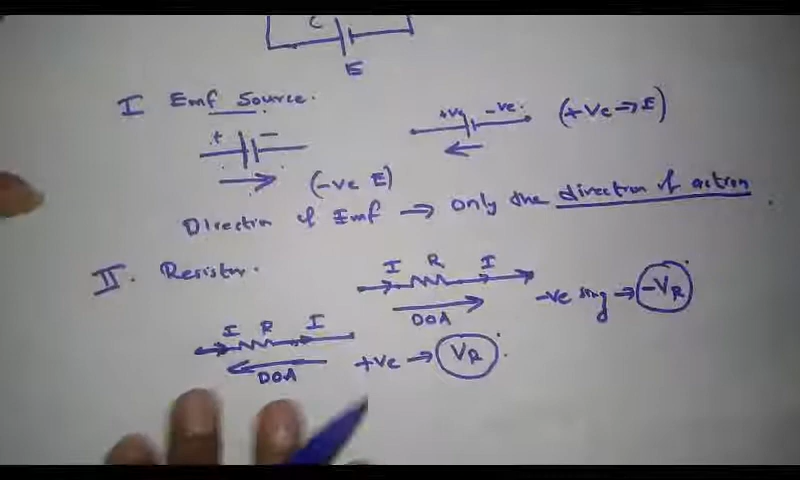 C
E
I Emf Source.
+ -
(-ve E)
+ve -ve. (+ve → E)
Direction of Emf → only the direction of action.
II. Resistor.
I R I
DOA
-ve sing → -VR
I R I
DOA
+ve → VR